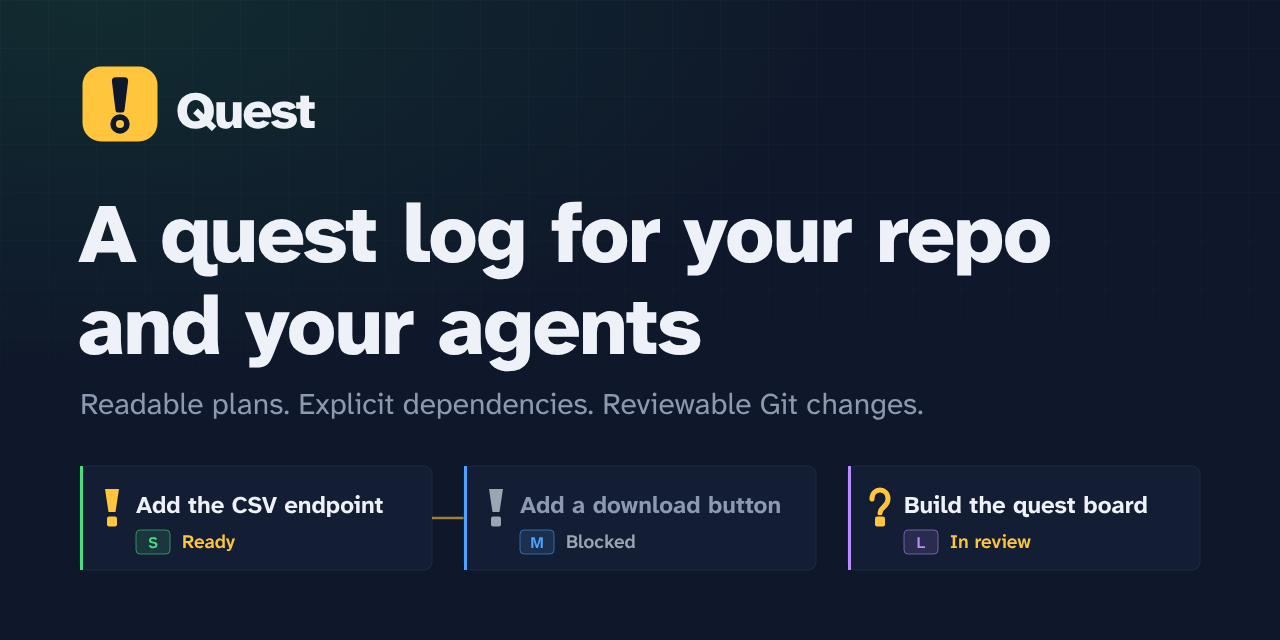 Quest
A quest log for your repo
and your agents
Readable plans. Explicit dependencies. Reviewable Git changes.
! Add the CSV endpoint
S Ready
! Add a download button
M Blocked
? Build the quest board
L In review